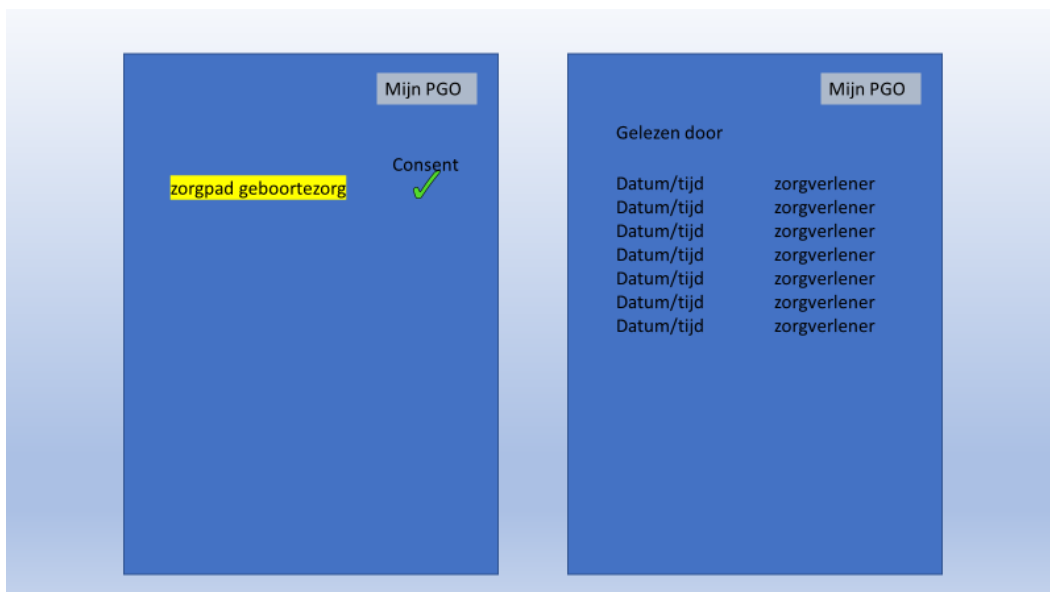 Mijn PGO
Consent
zorgpad geboortezorg
Mijn PGO
Gelezen door
Datum/tijd zorgverlener
Datum/tijd zorgverlener
Datum/tijd zorgverlener
Datum/tijd zorgverlener
Datum/tijd zorgverlener
Datum/tijd zorgverlener
Datum/tijd zorgverlener